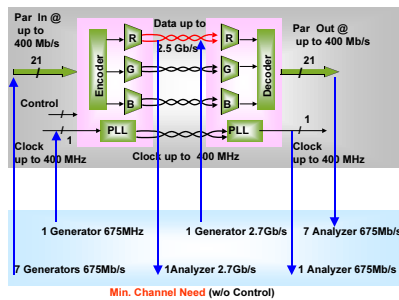 Par In @
up to
400 Mb/s
21
Encoder
R
G
B
Data up to
2.5 Gb/s
R
G
B
Decoder
Par Out @
up to
400 Mb/s
21
Control
1
PLL
PLL
1
Clock
up to 400 MHz
Clock up to 400 MHz
Clock
up to 400 MHz
1 Generator 675MHz
1 Generator 2.7Gb/s
7 Analyzer 675Mb/s
7 Generators 675Mb/s
1Analyzer 2.7Gb/s
1 Analyzer 675Mb/s
Min. Channel Need (w/o Control)